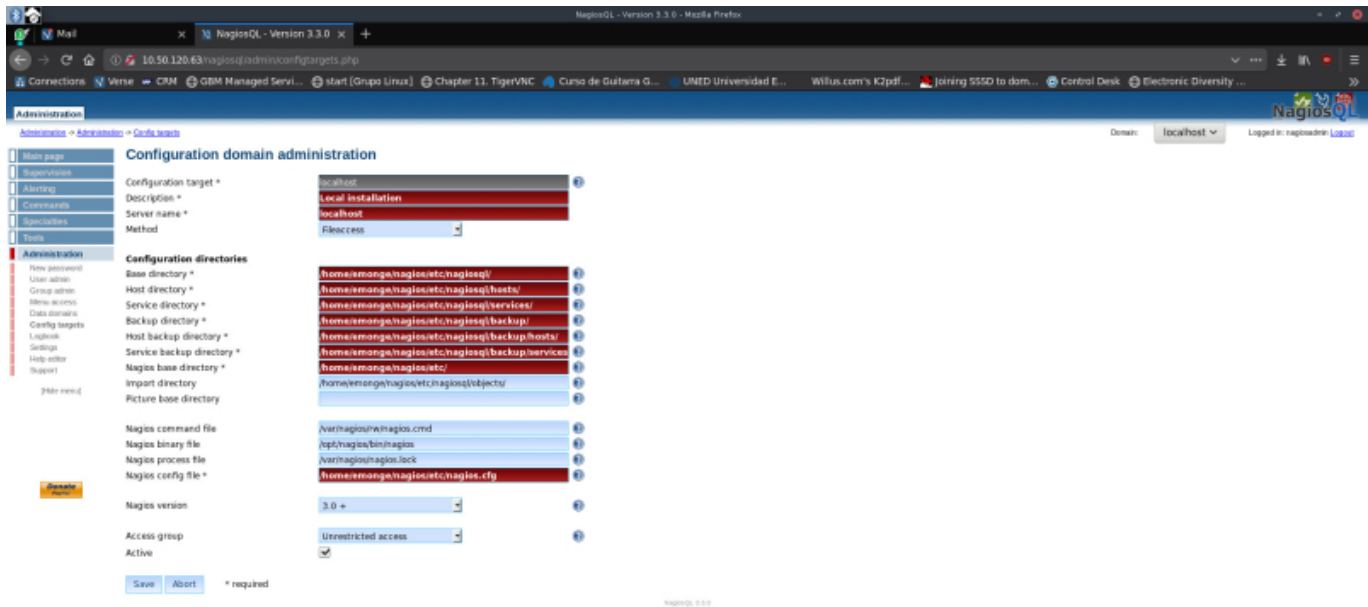 NagiosQL - Version 3.3.0 - Mozilla Firefox
Mail × NagiosQL - Version 3.3.0 × +
10.50.120.63/nagiosql/admin/configtargets.php
Connections Verse CRM GBM Managed Servi... start [Grupo Linux] Chapter 11. TigerVNC Curso de Guitarra G... UNED Universidad E... Willus.com's K2pdf... Joining SSSD to dom... Control Desk Electronic Diversity ... »
Administration
NagiosQL
Administration -> Administration -> Config targets
Domain: localhost Logged in: nagiosadmin Logout
Main page
Supervision
Alerting
Commands
Specialties
Tools
Administration
New password
User admin
Group admin
Menu access
Data domains
Config targets
Logbook
Settings
Help editor
Support
[Hide menu]
Donate
Configuration domain administration
Configuration target * localhost
Description * Local installation
Server name * localhost
Method Fileaccess
Configuration directories
Base directory * /home/emonge/nagios/etc/nagiosql/
Host directory * /home/emonge/nagios/etc/nagiosql/hosts/
Service directory * /home/emonge/nagios/etc/nagiosql/services/
Backup directory * /home/emonge/nagios/etc/nagiosql/backup/
Host backup directory * /home/emonge/nagios/etc/nagiosql/backup/hosts/
Service backup directory * /home/emonge/nagios/etc/nagiosql/backup/services
Nagios base directory * /home/emonge/nagios/etc/
Import directory /home/emonge/nagios/etc/nagiosql/objects/
Picture base directory
Nagios command file /var/nagios/rw/nagios.cmd
Nagios binary file /opt/nagios/bin/nagios
Nagios process file /var/nagios/nagios.lock
Nagios config file * /home/emonge/nagios/etc/nagios.cfg
Nagios version 3.0 +
Access group Unrestricted access
Active
Save Abort * required
NagiosQL 3.3.0